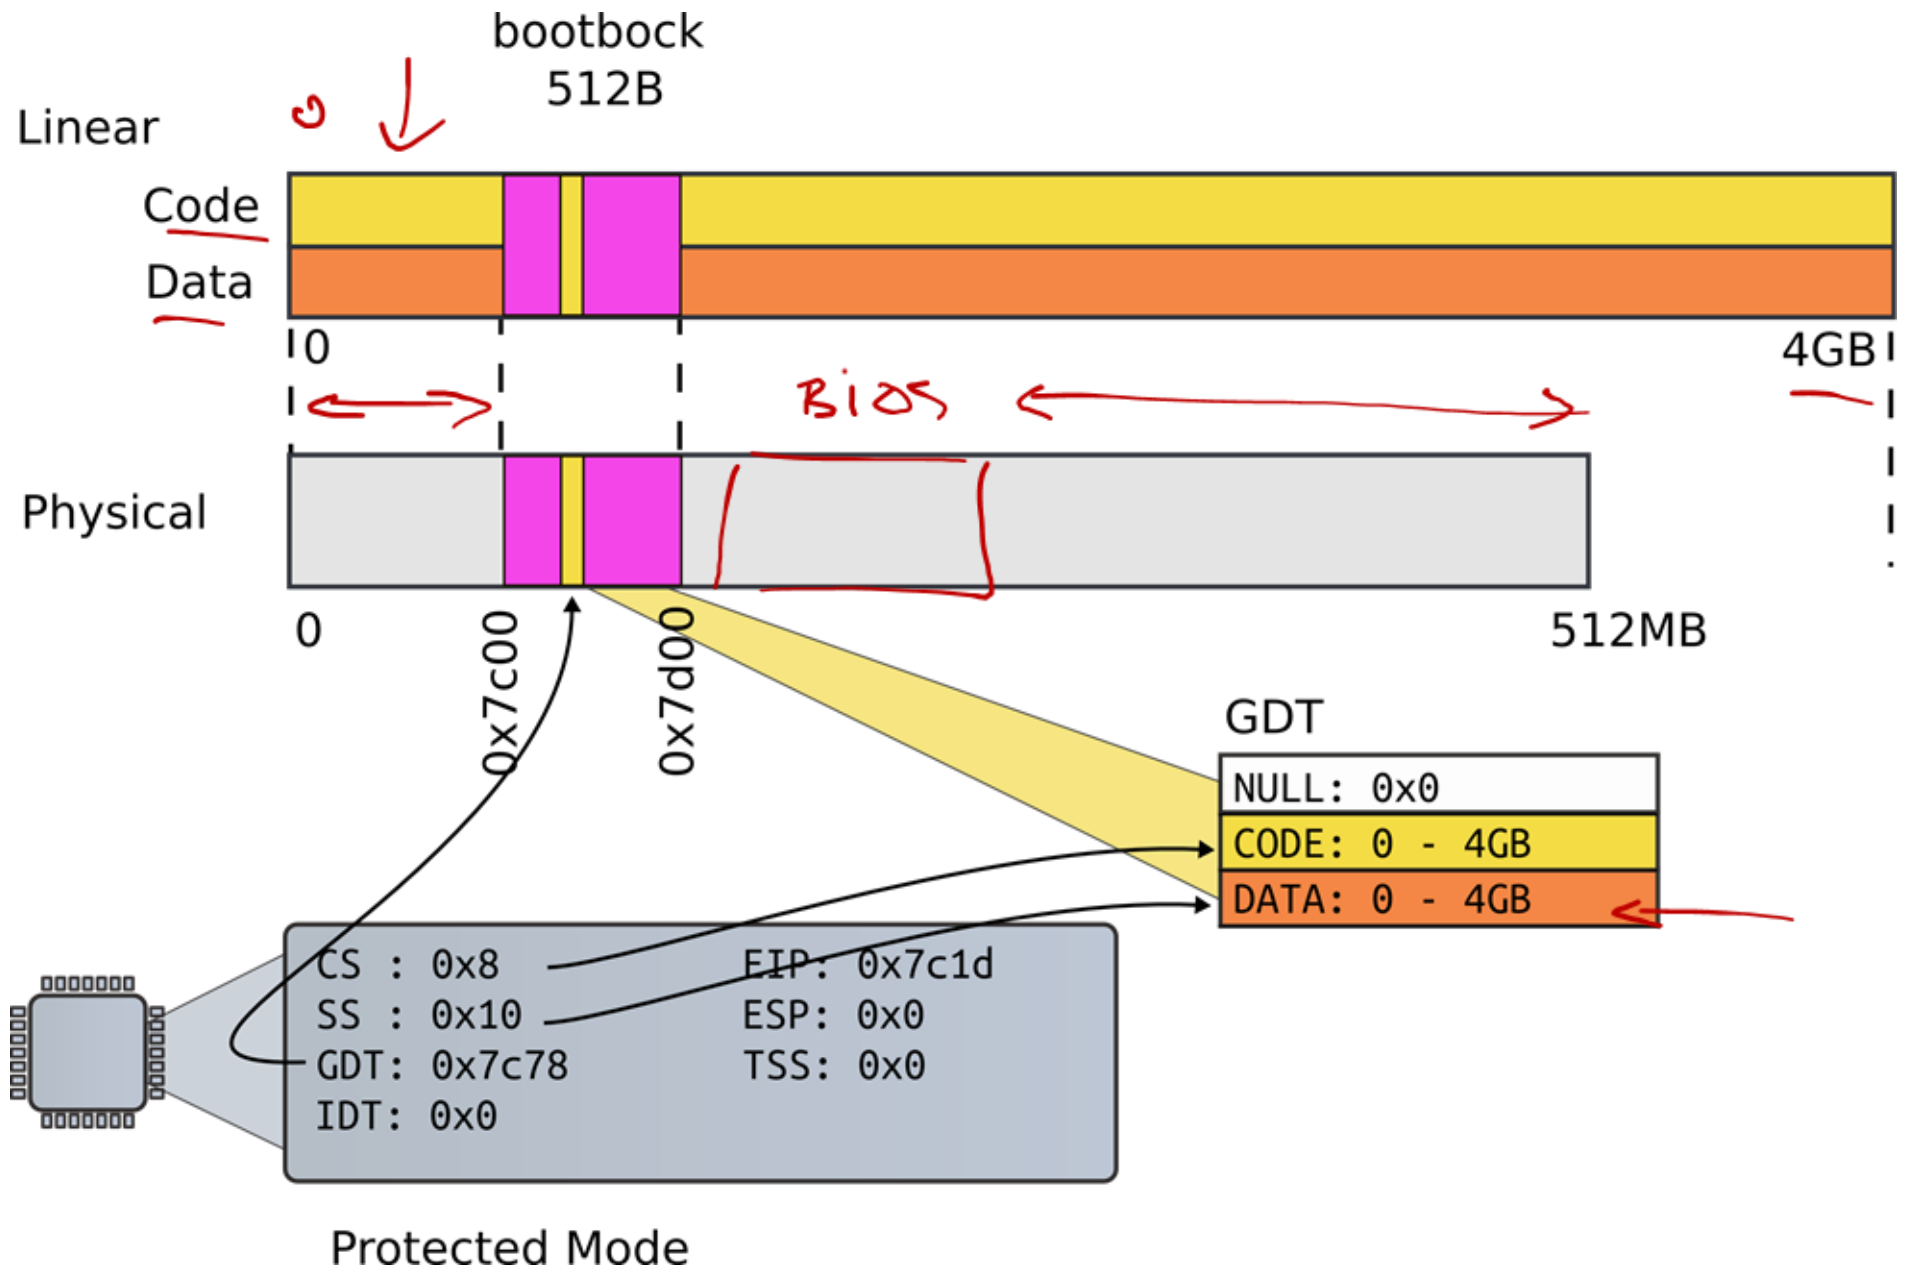 bootbock
512B
0
Linear
Code
Data
0
4GB
Bios
Physical
0
0x7c00
0x7d00
512MB
GDT
NULL: 0x0
CODE: 0 - 4GB
DATA: 0 - 4GB
CS : 0x8 EIP: 0x7c1d
SS : 0x10 ESP: 0x0
GDT: 0x7c78 TSS: 0x0
IDT: 0x0
Protected Mode